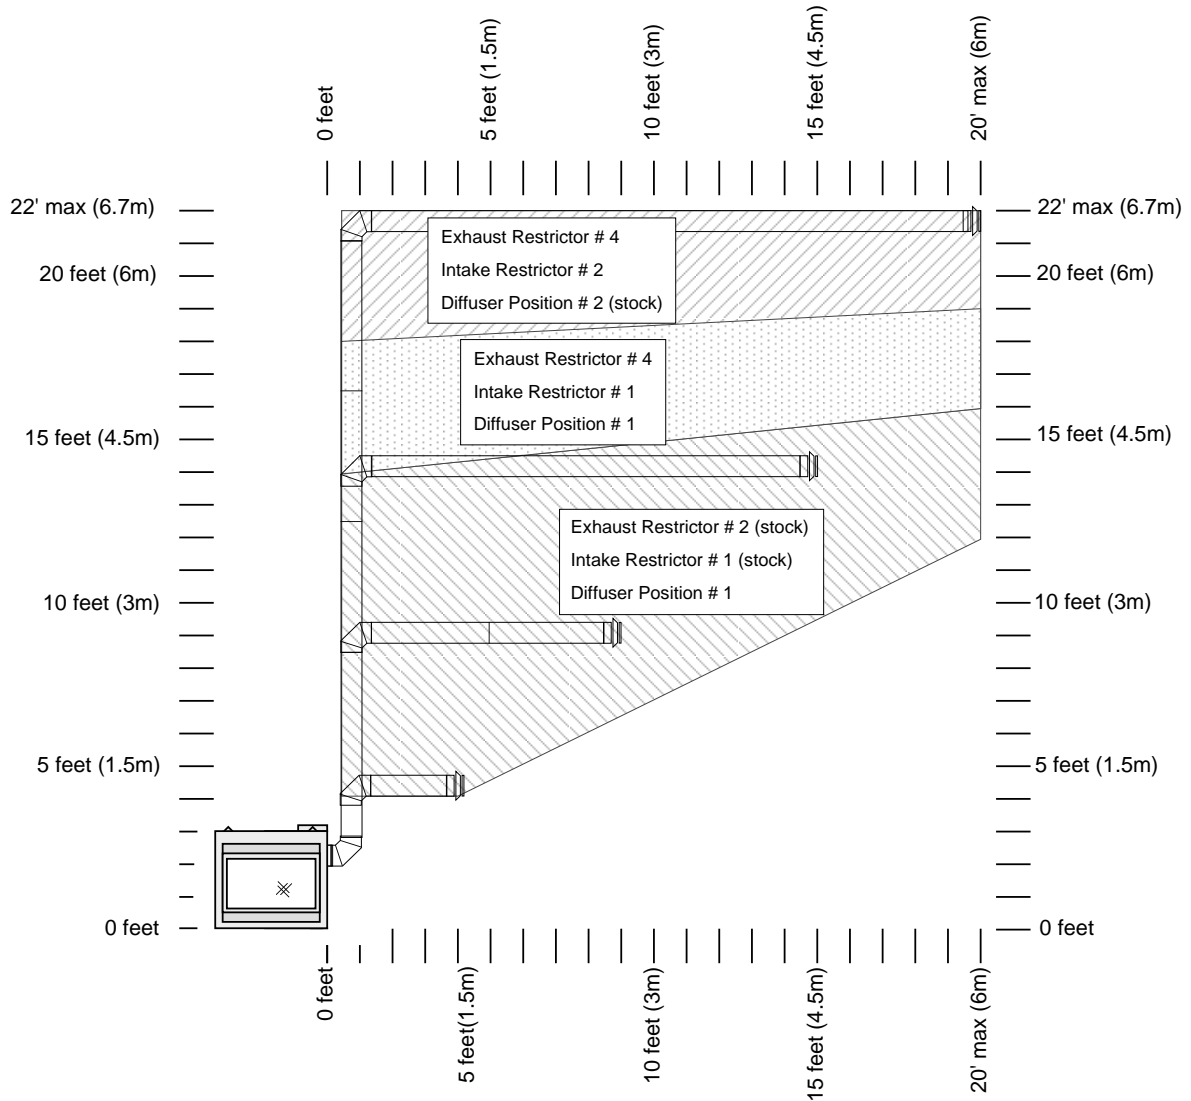 0 feet
5 feet (1.5m)
10 feet (3m)
15 feet (4.5m)
20' max (6m)
22' max (6.7m)
20 feet (6m)
15 feet (4.5m)
10 feet (3m)
5 feet (1.5m)
0 feet
Exhaust Restrictor # 4
Intake Restrictor # 2
Diffuser Position # 2 (stock)
Exhaust Restrictor # 4
Intake Restrictor # 1
Diffuser Position # 1
Exhaust Restrictor # 2 (stock)
Intake Restrictor # 1 (stock)
Diffuser Position # 1
22' max (6.7m)
20 feet (6m)
15 feet (4.5m)
10 feet (3m)
5 feet (1.5m)
0 feet
0 feet
5 feet(1.5m)
10 feet (3m)
15 feet (4.5m)
20' max (6m)